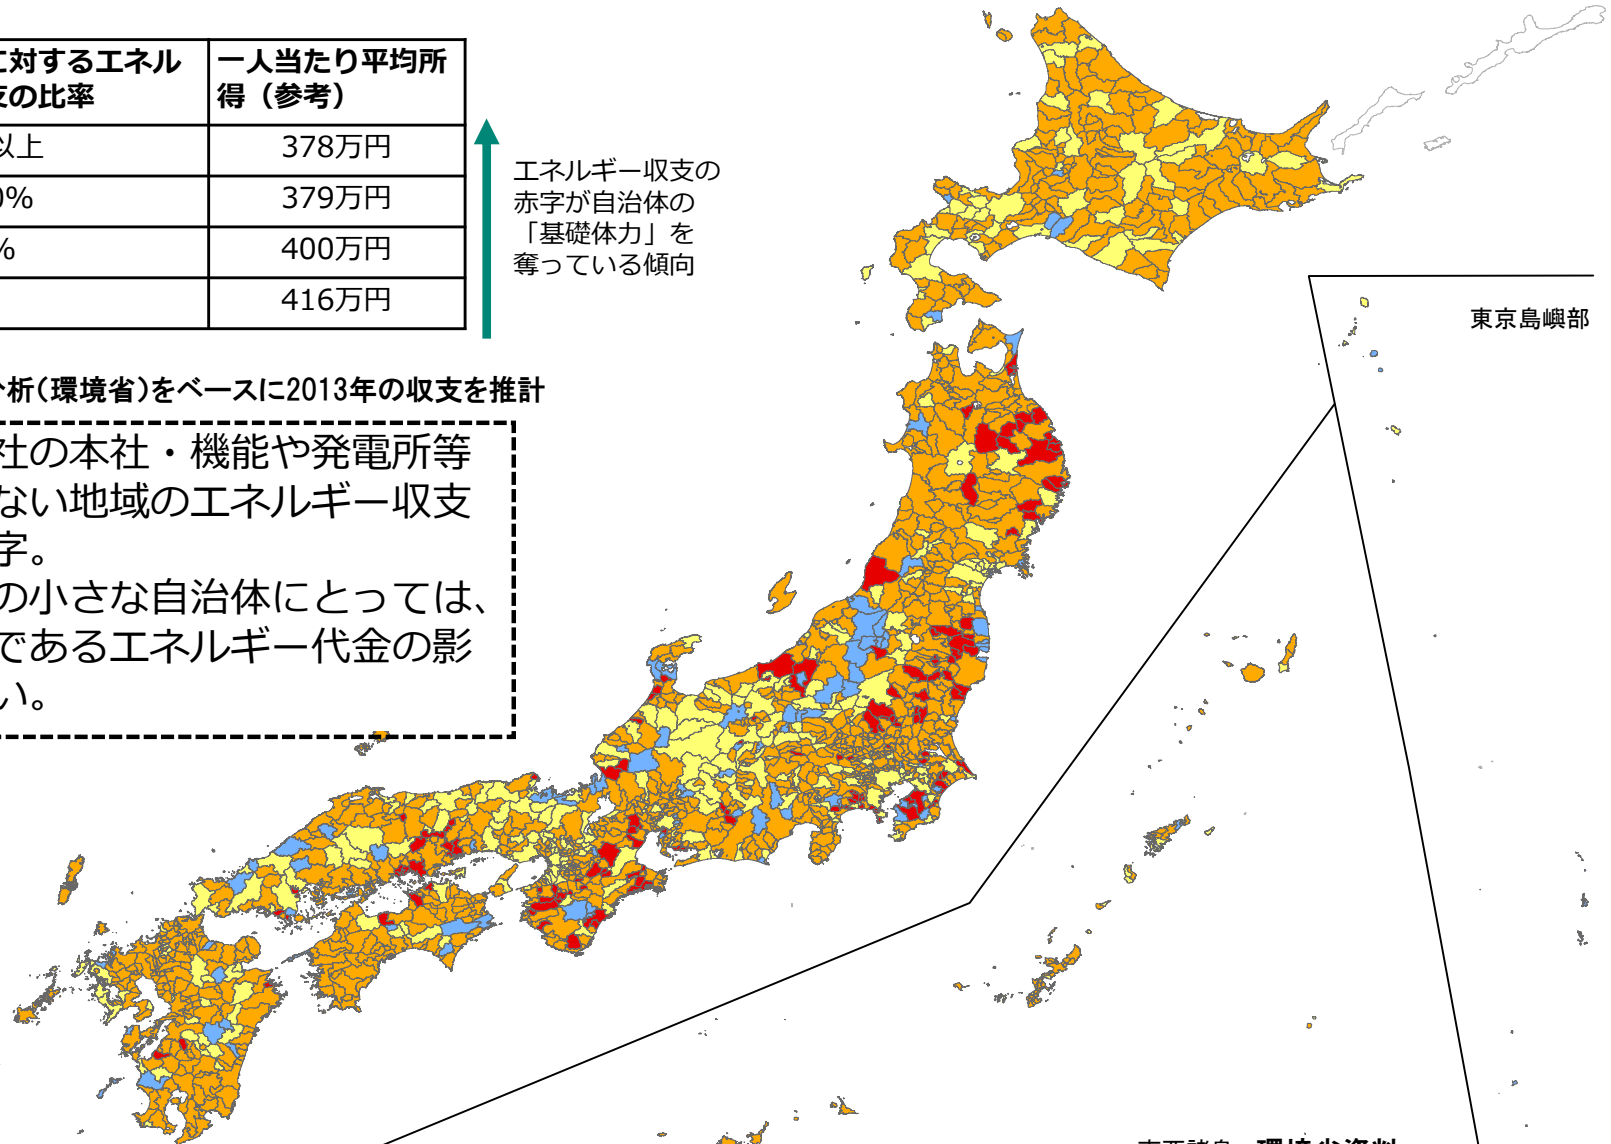 に対するエネル
支の比率
一人当たり平均所
得（参考）
以上
378万円
0%
379万円
%
400万円
416万円
エネルギー収支の
赤字が自治体の
「基礎体力」を
奪っている傾向
分析(環境省)をベースに2013年の収支を推計
社の本社・機能や発電所等
ない地域のエネルギー収支
字。
の小さな自治体にとっては、
であるエネルギー代金の影
い。
東京島嶼部
南西諸島
環境省資料